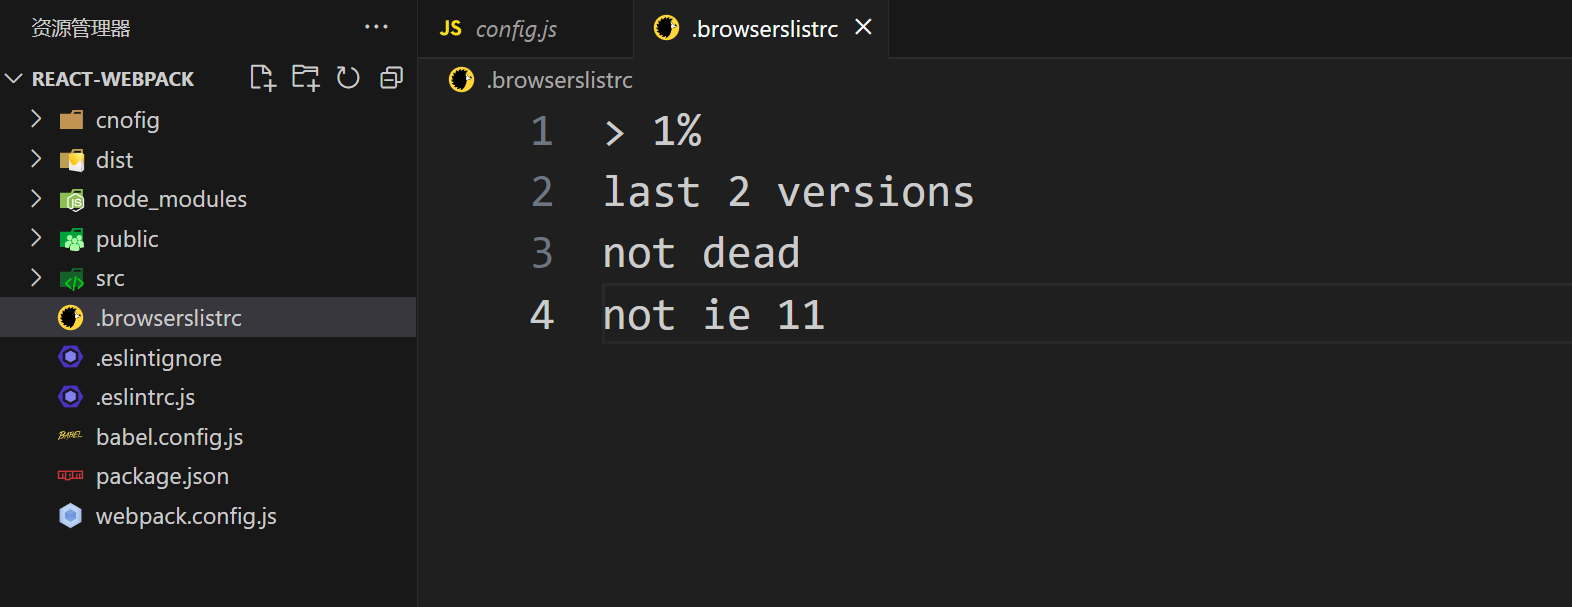 资源管理器
REACT-WEBPACK
cnofig
dist
node_modules
public
src
.browserslistrc
.eslintignore
.eslintrc.js
babel.config.js
package.json
webpack.config.js
JS config.js
.browserslistrc
.browserslistrc
1 > 1%
2 last 2 versions
3 not dead
4 not ie 11